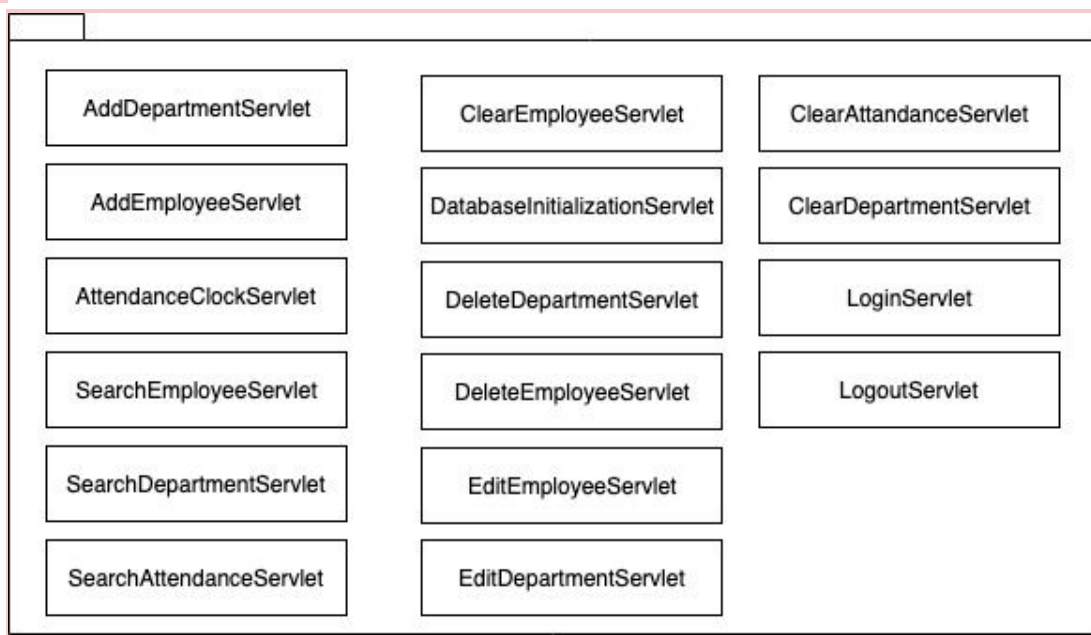 AddDepartmentServlet
AddEmployeeServlet
AttendanceClockServlet
SearchEmployeeServlet
SearchDepartmentServlet
SearchAttendanceServlet
ClearEmployeeServlet
DatabaseInitializationServlet
DeleteDepartmentServlet
DeleteEmployeeServlet
EditEmployeeServlet
EditDepartmentServlet
ClearAttandanceServlet
ClearDepartmentServlet
LoginServlet
LogoutServlet